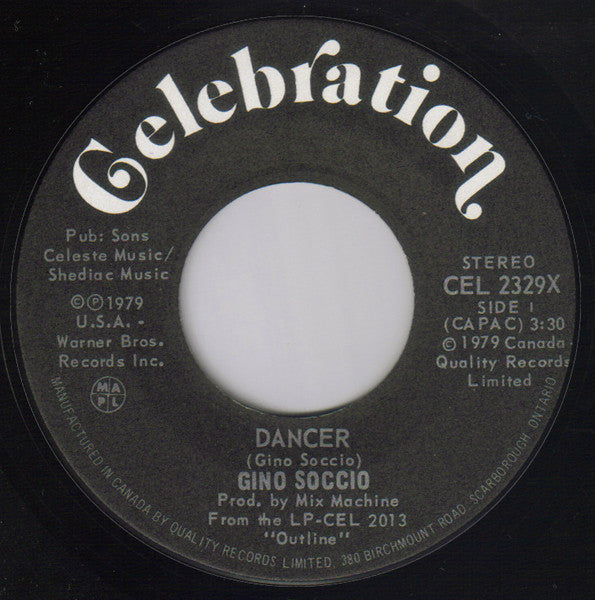 Celebration
Pub: Sons
Celeste Music/
Shediac Music
©℗1979
U.S.A. -
Warner Bros.
Records Inc.
M A
P L
STEREO
CEL 2329X
SIDE 1
(CAPAC) 3:30
©1979 Canada
Quality Records
Limited
DANCER
(Gino Soccio)
GINO SOCCIO
Prod. by Mix Machine
From the LP-CEL 2013
"Outline"
MANUFACTURED IN CANADA BY QUALITY RECORDS LIMITED. 380 BIRCHMOUNT ROAD, SCARBOROUGH, ONTARIO